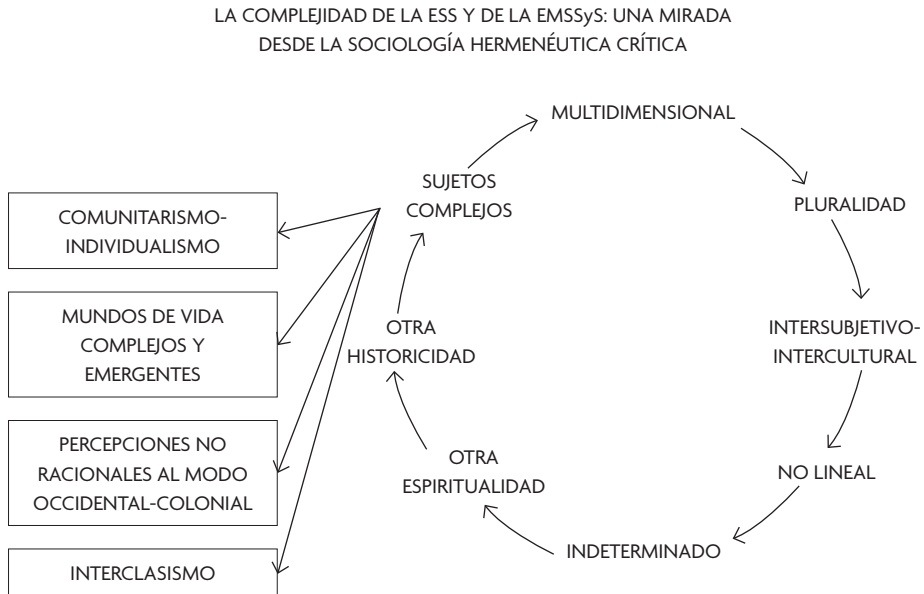 LA COMPLEJIDAD DE LA ESS Y DE LA EMSSyS: UNA MIRADA
DESDE LA SOCIOLOGÍA HERMENÉUTICA CRÍTICA
MULTIDIMENSIONAL
PLURALIDAD
INTERSUBJETIVO-
INTERCULTURAL
NO LINEAL
INDETERMINADO
OTRA
ESPIRITUALIDAD
OTRA
HISTORICIDAD
SUJETOS
COMPLEJOS
COMUNITARISMO-
INDIVIDUALISMO
MUNDOS DE VIDA
COMPLEJOS Y
EMERGENTES
PERCEPCIONES NO
RACIONALES AL MODO
OCCIDENTAL-COLONIAL
INTERCLASISMO